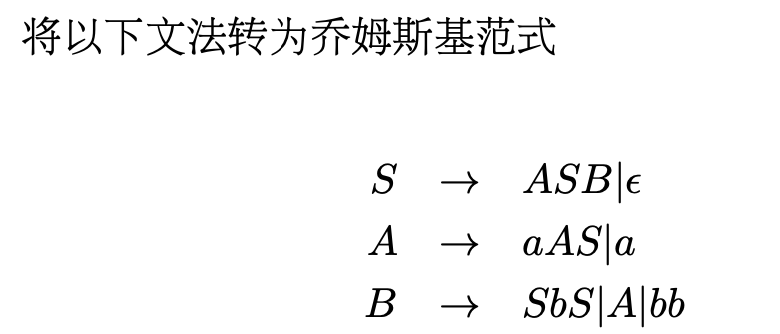 将以下文法转为乔姆斯基范式
S → ASB|ϵ
A → aAS|a
B → SbS|A|bb